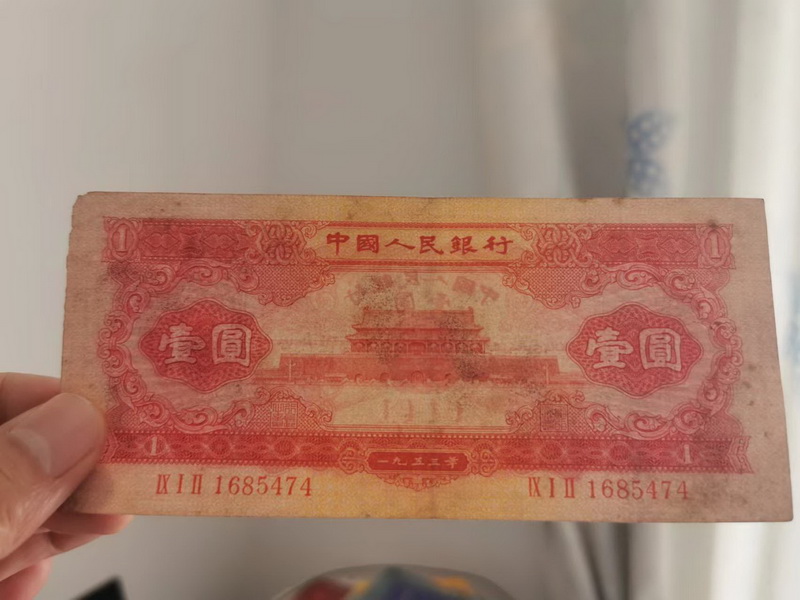 1 中國人民銀行 1
壹圓 壹圓
1 一九五三年 1
IX I II 1685474 IX I II 1685474